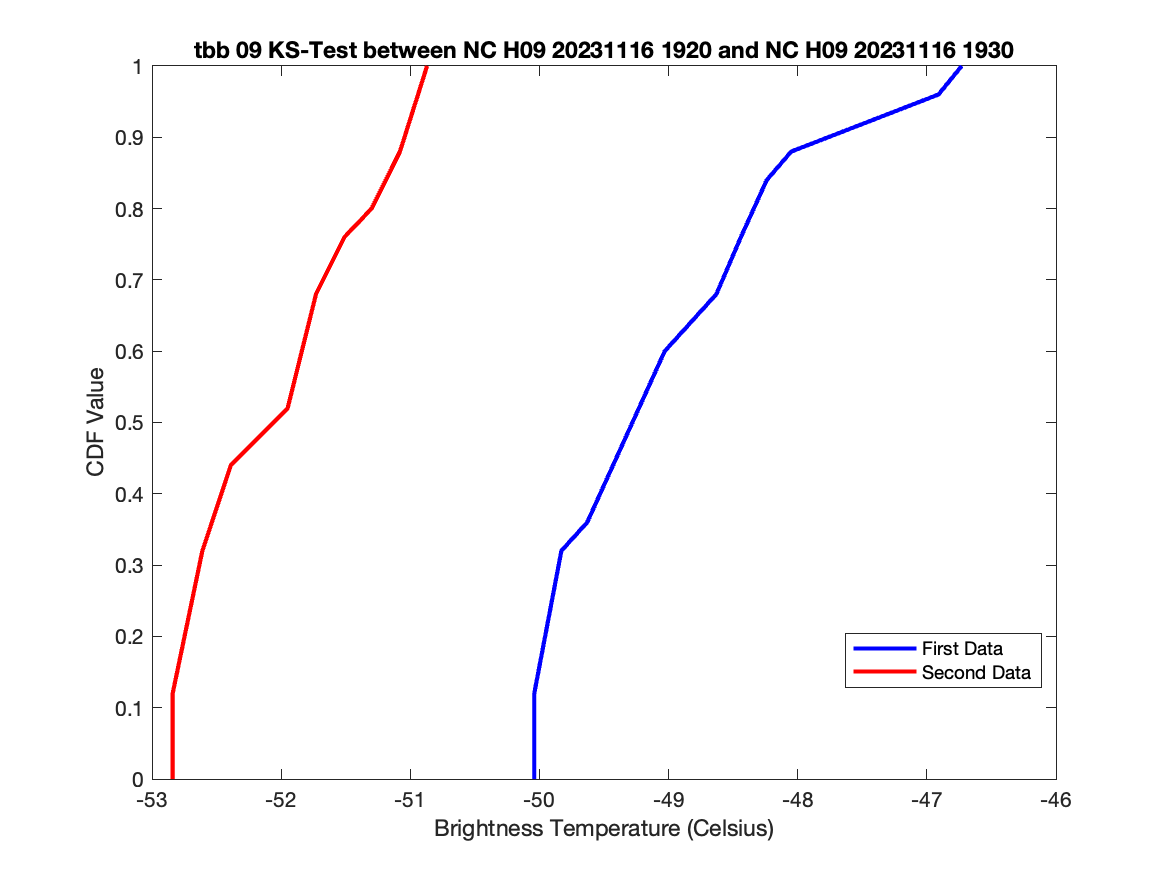 tbb 09 KS-Test between NC H09 20231116 1920 and NC H09 20231116 1930
1
0.9
0.8
0.7
0.6
0.5
0.4
0.3
0.2
0.1
0
CDF Value
First Data
Second Data
-53 -52 -51 -50 -49 -48 -47 -46
Brightness Temperature (Celsius)